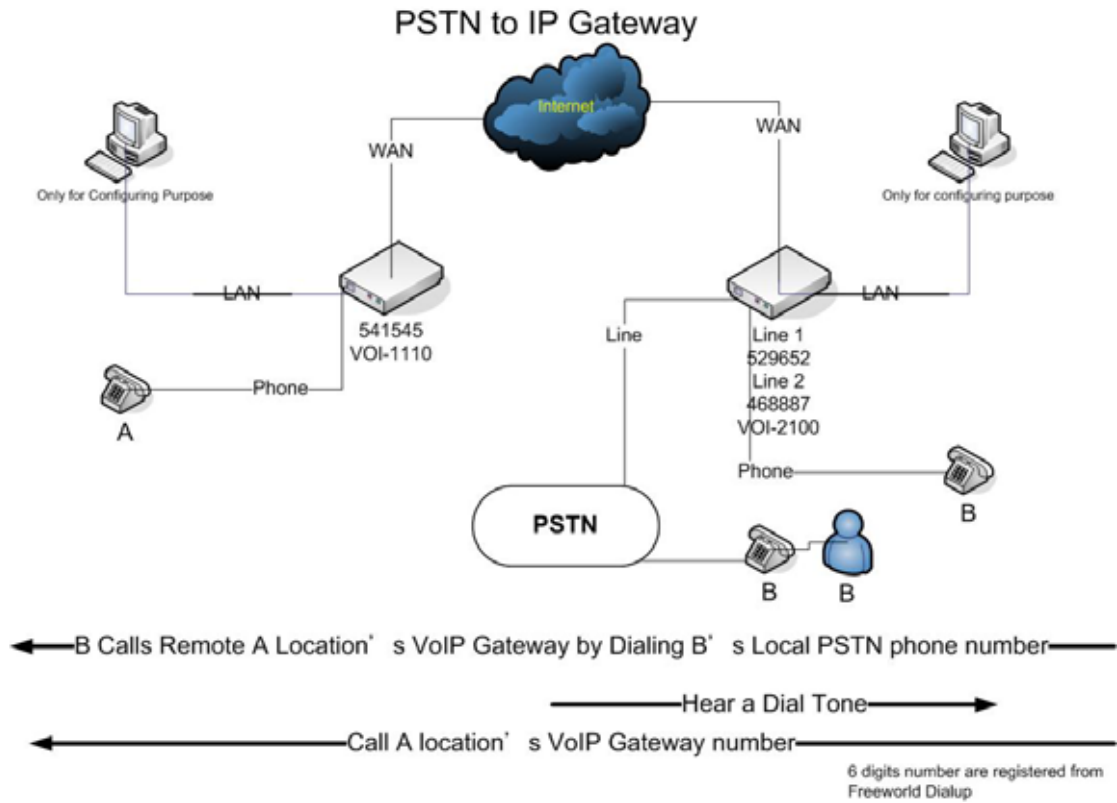 PSTN to IP Gateway
Internet
WAN
WAN
Only for Configuring Purpose
Only for configuring purpose
LAN
LAN
541545
VOI-1110
Line
Line 1
529652
Line 2
468887
VOI-2100
Phone
A
Phone
B
PSTN
B
B
B Calls Remote A Location' s VoIP Gateway by Dialing B' s Local PSTN phone number
Hear a Dial Tone
Call A location' s VoIP Gateway number
6 digits number are registered from
Freeworld Dialup